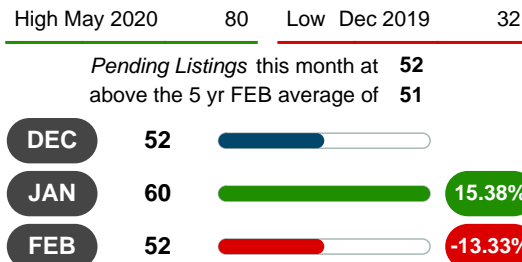 High May 2020 80 Low Dec 2019 32
Pending Listings this month at 52
above the 5 yr FEB average of 51
DEC 52
JAN 60 15.38%
FEB 52 -13.33%